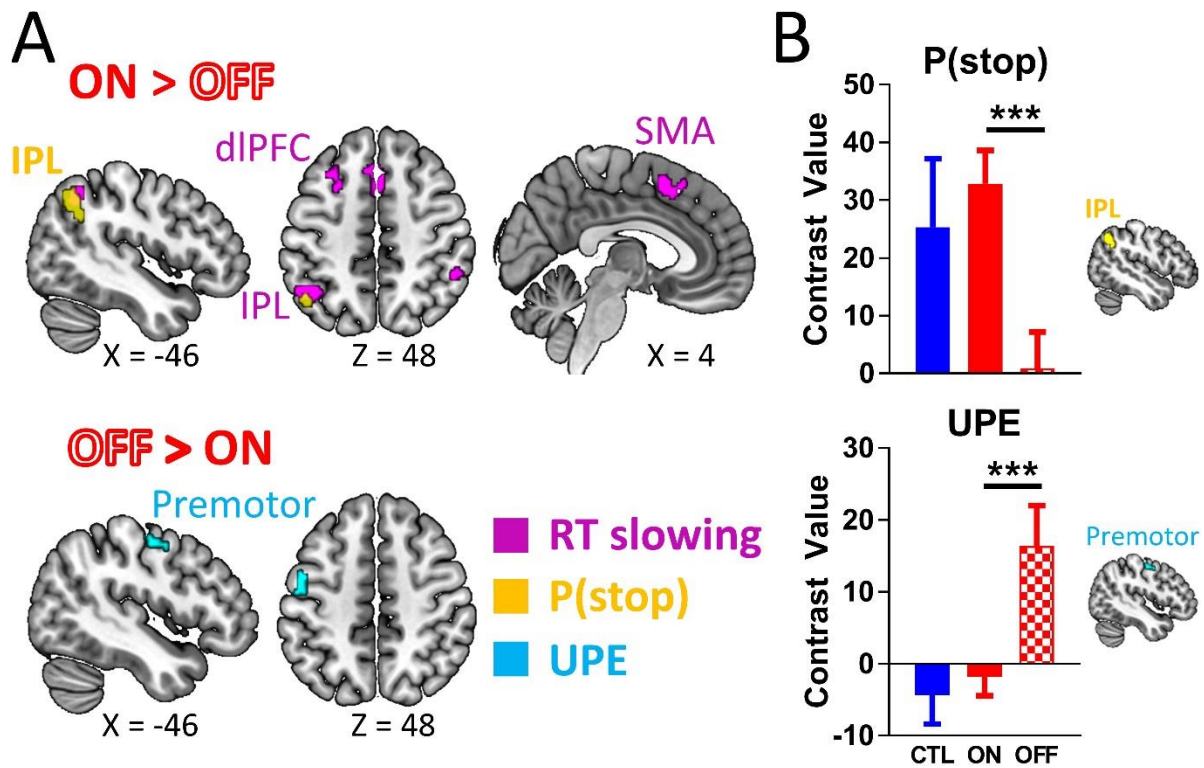 A
ON > OFF
IPL
dlPFC
SMA
IPL
X = -46
Z = 48
X = 4
OFF > ON
Premotor
X = -46
Z = 48
RT slowing
P(stop)
UPE
B
P(stop)
Contrast Value
50
40
30
20
10
0
***
IPL
UPE
Contrast Value
30
20
10
0
-10
***
Premotor
CTL ON OFF